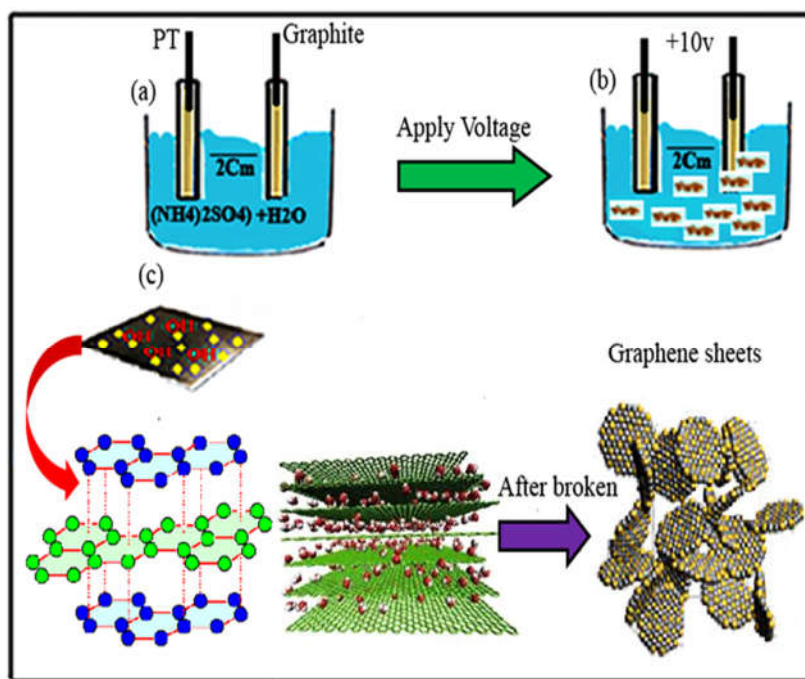 PT
Graphite
(a)
2Cm
(NH4)2SO4) +H2O
Apply Voltage
+10v
(b)
2Cm
(c)
OH
OH
OH
OH
Graphene sheets
After broken